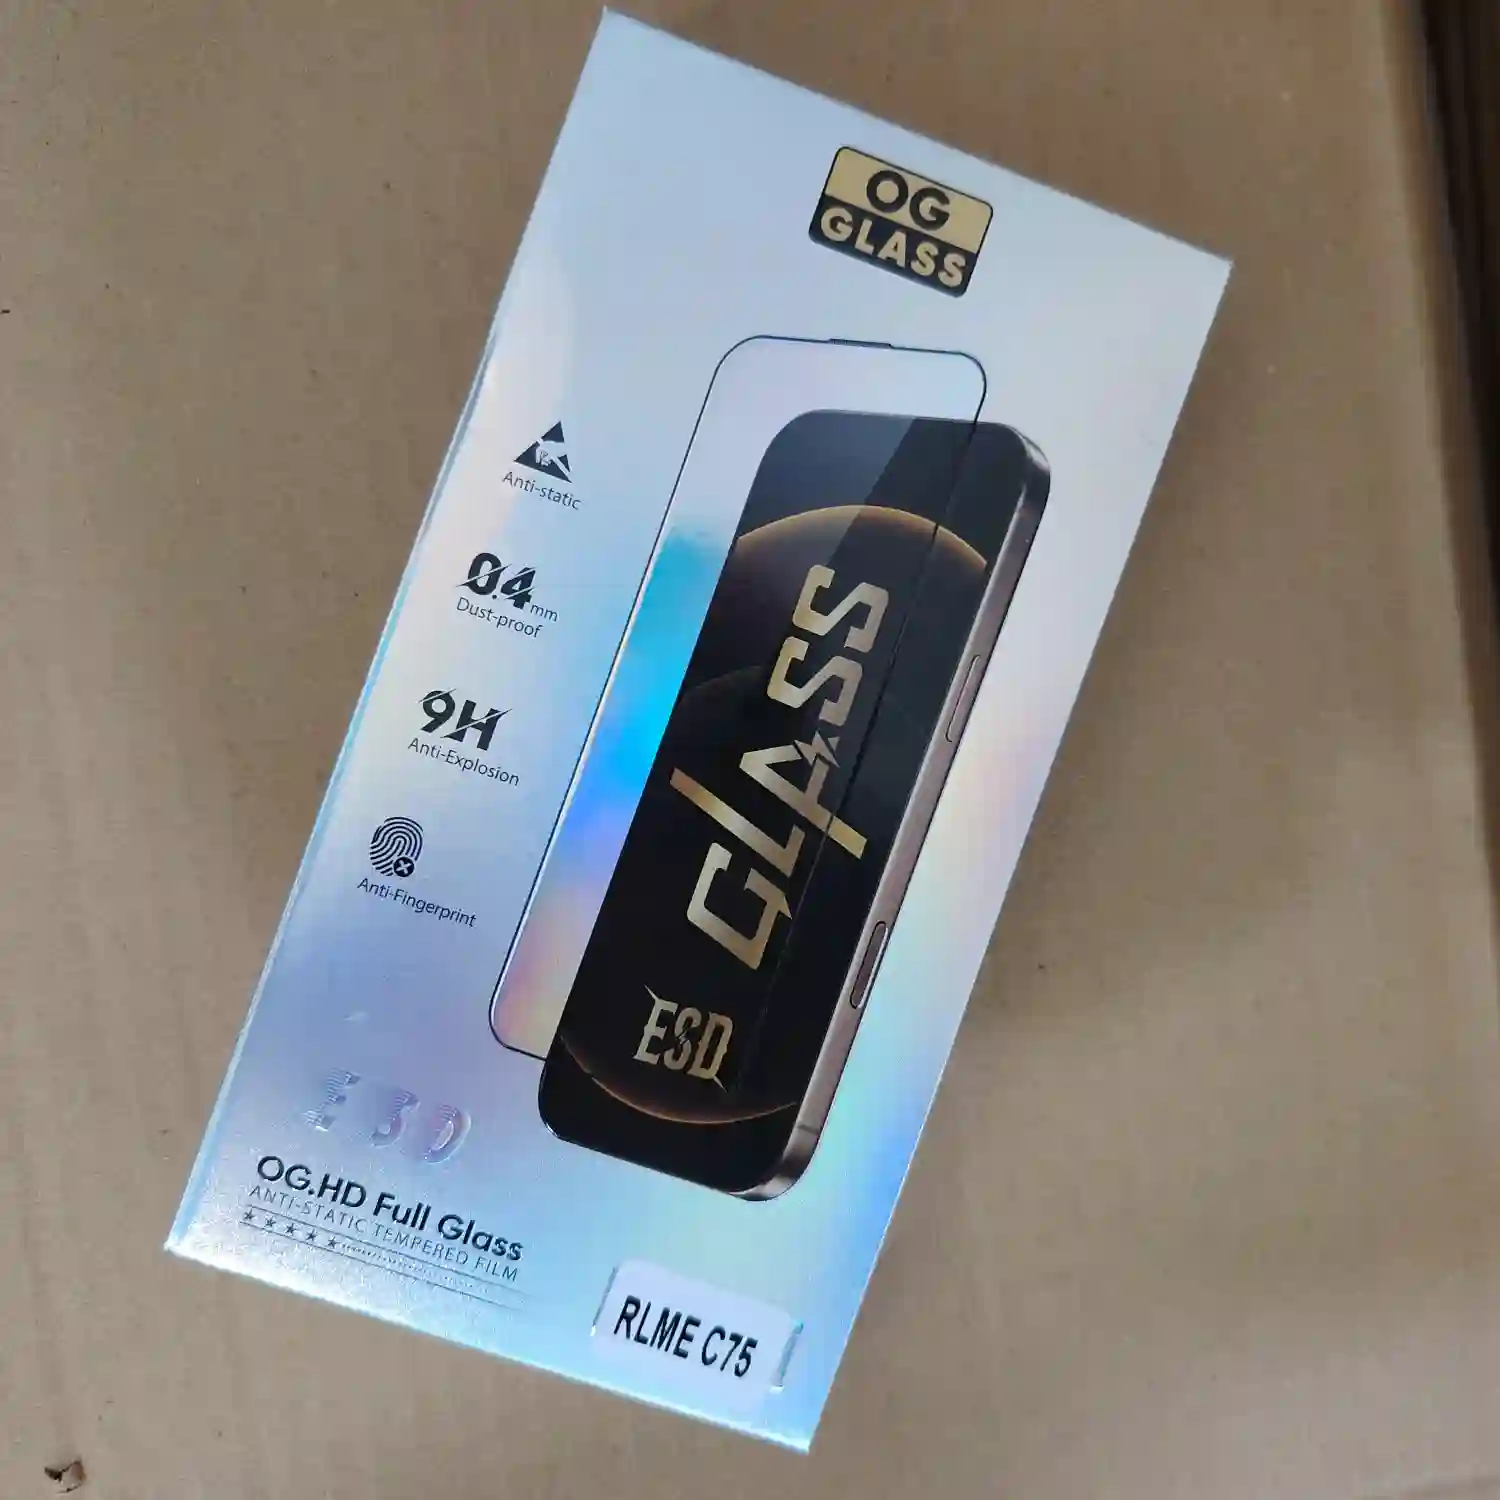 OG
GLASS
Anti-static
0.4mm
Dust-proof
9H
Anti-Explosion
Anti-Fingerprint
GLASS
ESD
ESD
OG.HD Full Glass
ANTI-STATIC TEMPERED FILM
RLME C75